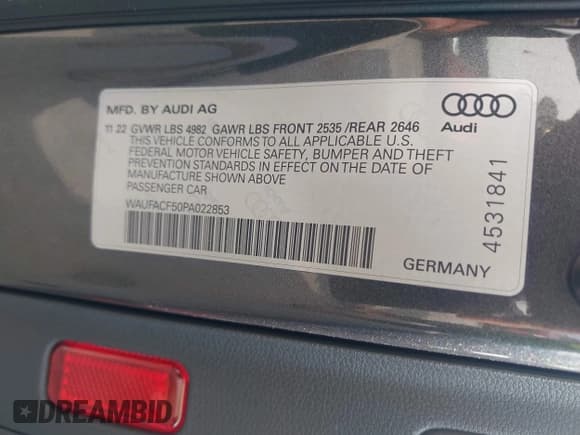 MFD. BY AUDI AG
11 22 GVWR LBS 4982 GAWR LBS FRONT 2535 /REAR 2646
THIS VEHICLE CONFORMS TO ALL APPLICABLE U.S.
FEDERAL MOTOR VEHICLE SAFETY, BUMPER AND THEFT
PREVENTION STANDARDS IN EFFECT ON THE DATE OF
MANUFACTURE SHOWN ABOVE
PASSENGER CAR
WAUFACF50PA022853
Audi
4531841
GERMANY
DREAMBID